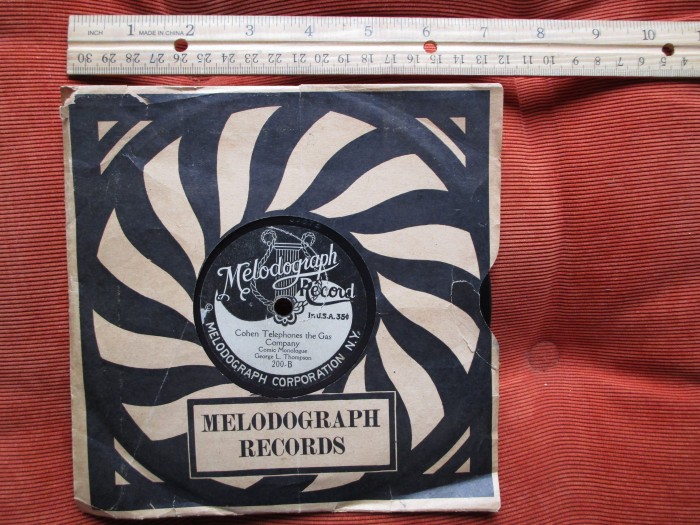 INCH 1 MADE IN CHINA 2 3 4 5 6 7 8 9 10
30 29 28 27 26 25 24 23 22 21 20 19 18 17 16 15 14 13 12 11 10 9 8 7 6 5 4
Melodograph
Record
In U.S.A. 35¢
Cohen Telephones the Gas
Company
Comic Monologue
George L. Thompson
200-B
© MELODOGRAPH CORPORATION N.Y.
MELODOGRAPH
RECORDS